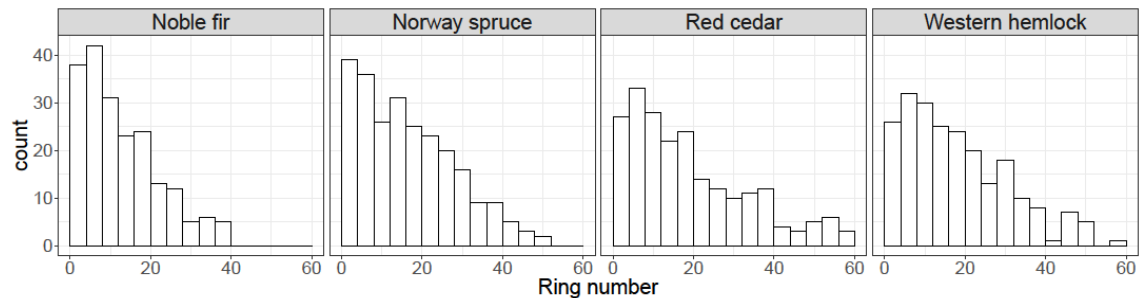 Noble fir Norway spruce Red cedar Western hemlock
40
30
20
10
0
count
0 20 40 60 0 20 40 60 0 20 40 60 0 20 40 60
Ring number